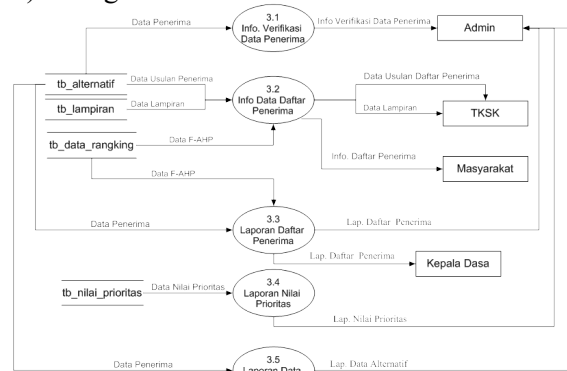 Data Penerima
3.1
Info. Verifikasi
Data Penerima
Info Verifikasi Data Penerima
Admin
tb_alternatif
Data Usulan Penerima
tb_lampiran
Data Lampiran
3.2
Info Data Daftar
Penerima
Data Usulan Daftar Penerima
Data Lampiran
TKSK
tb_data_rangking
Data F-AHP
Info. Daftar Penerima
Masyarakat
Data F-AHP
Data Penerima
3.3
Laporan Daftar
Penerima
Lap. Daftar Penerima
Lap. Daftar Penerima
Kepala Dasa
tb_nilai_prioritas
Data Nilai Prioritas
3.4
Laporan Nilai
Prioritas
Lap. Nilai Prioritas
Data Penerima
3.5
Laporan Data
Lap. Data Alternatif